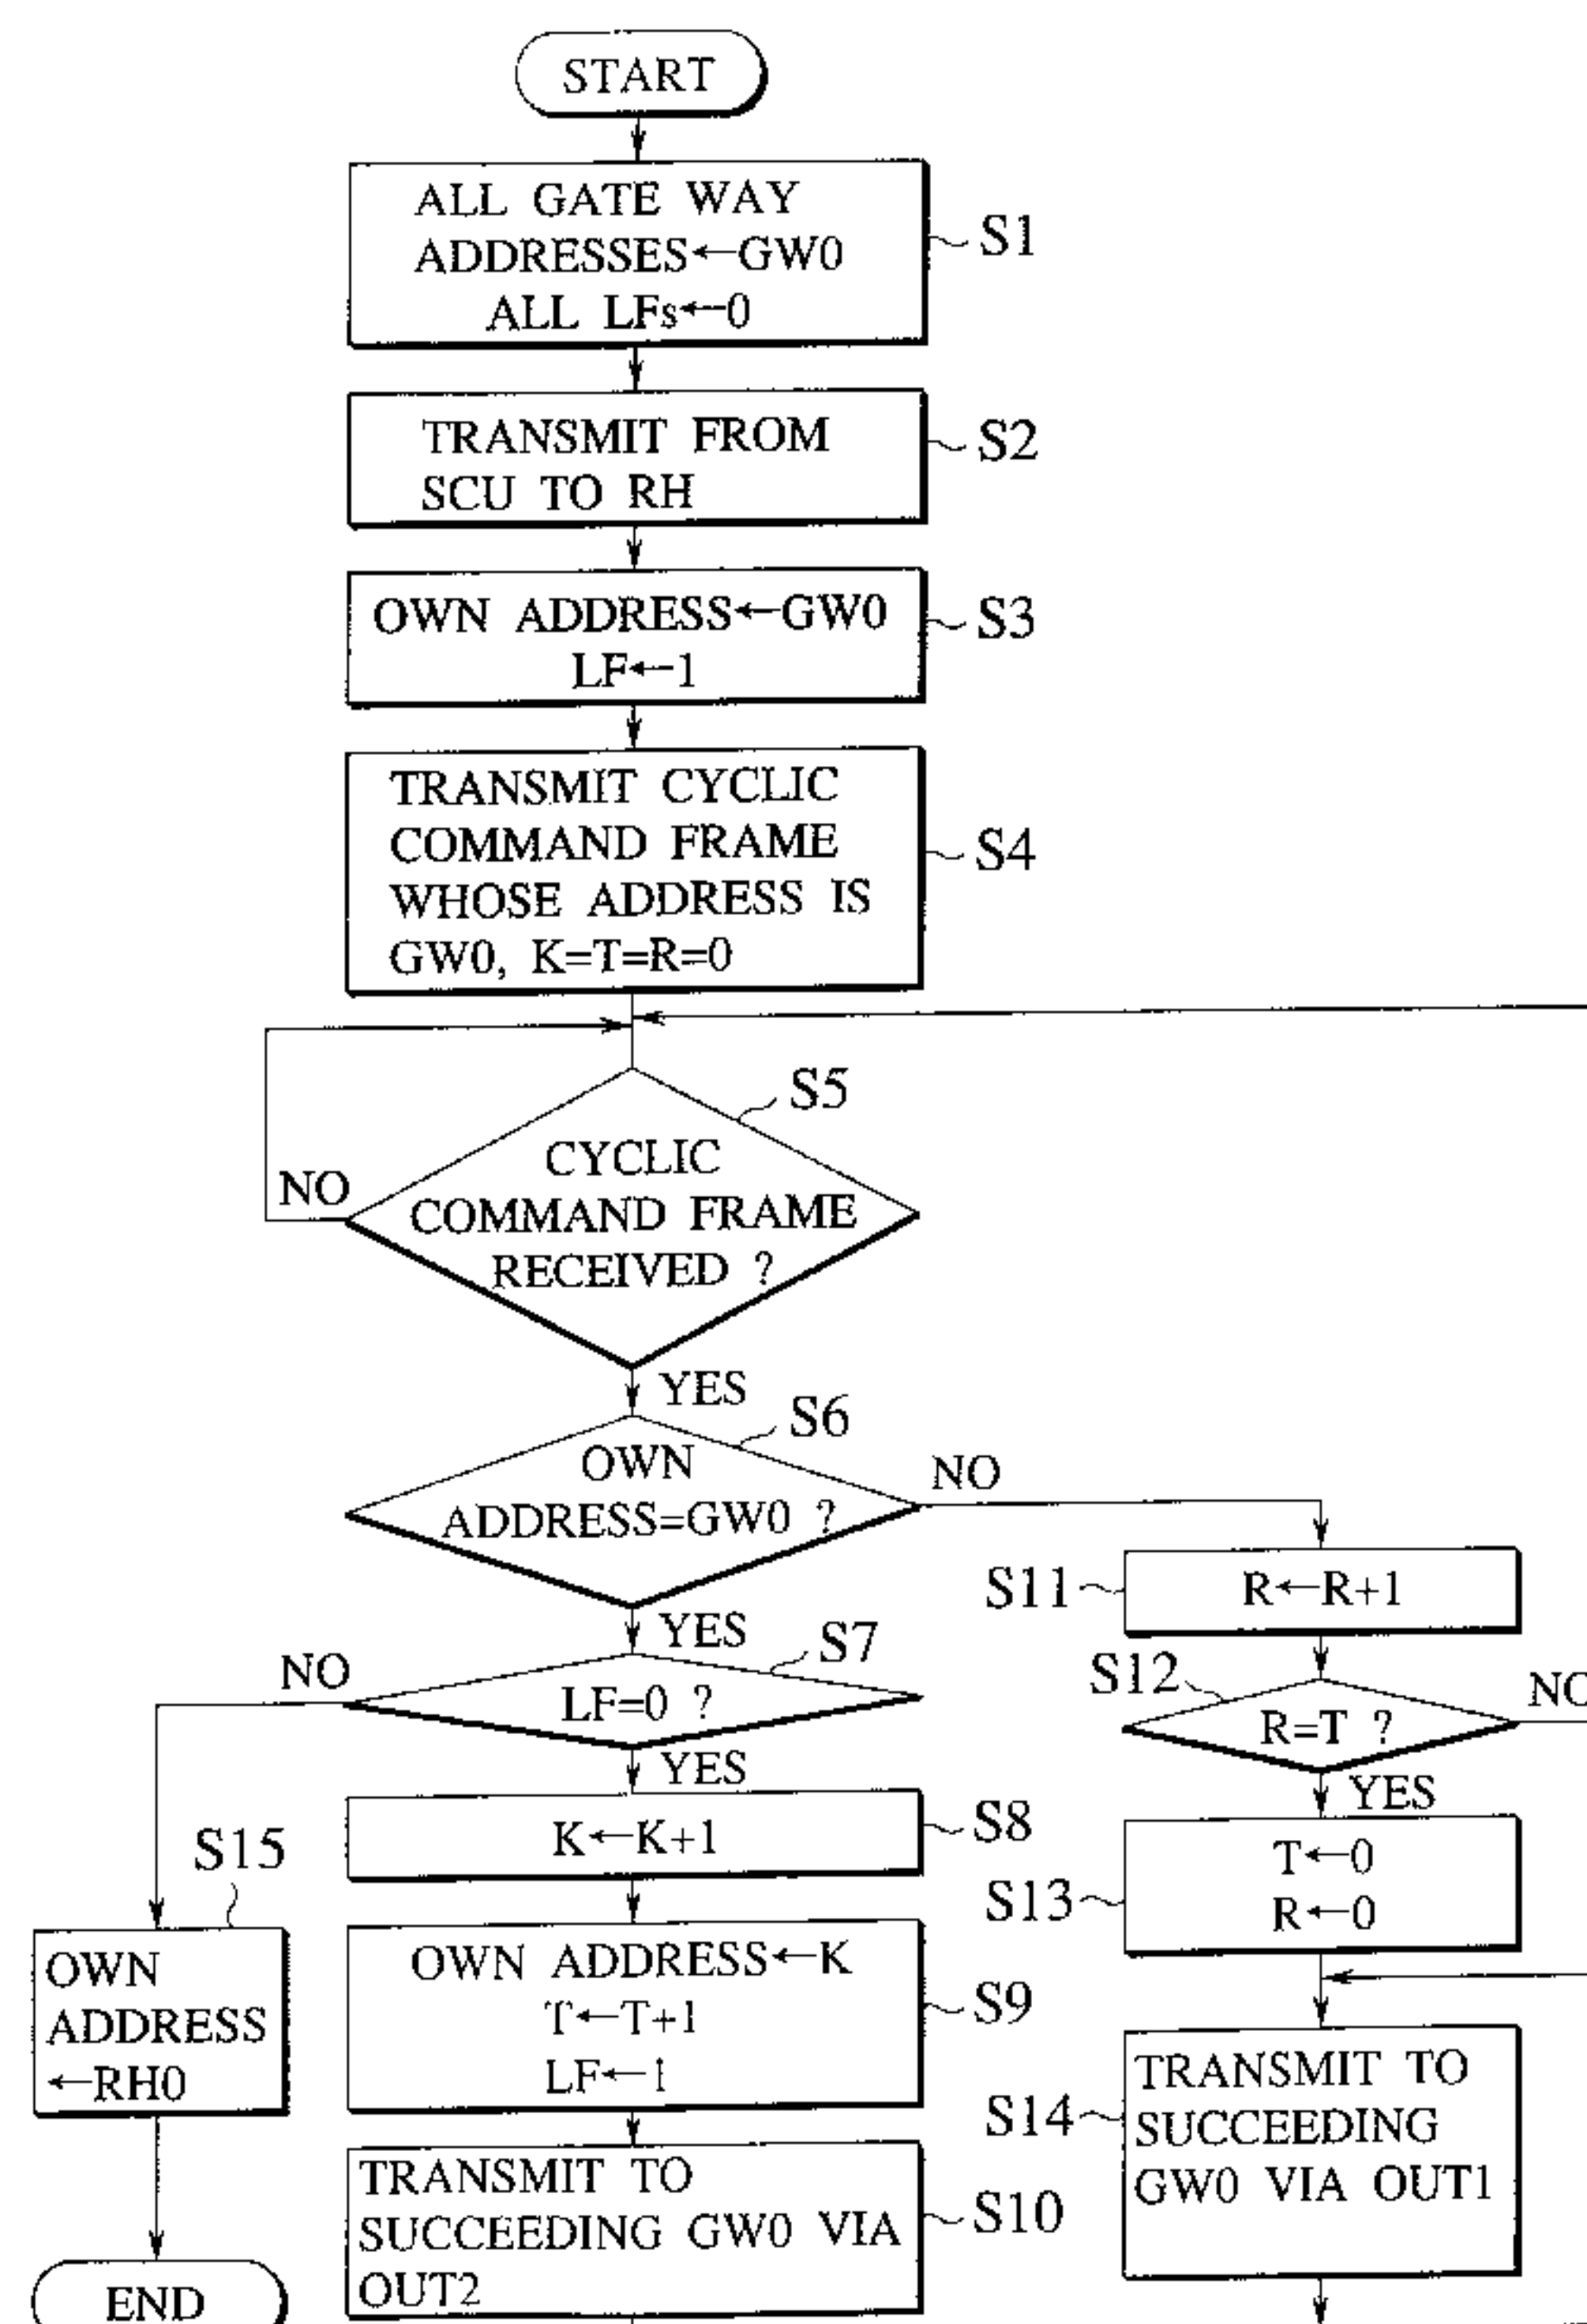 START
ALL GATE WAY
ADDRESSES←GW0
ALL LFs←0
S1
TRANSMIT FROM
SCU TO RH
S2
OWN ADDRESS←GW0
LF←1
S3
TRANSMIT CYCLIC
COMMAND FRAME
WHOSE ADDRESS IS
GW0, K=T=R=0
S4
S5
CYCLIC
COMMAND FRAME
RECEIVED ?
NO
YES
S6
OWN
ADDRESS=GW0 ?
NO
YES
S7
LF=0 ?
NO
YES
K←K+1
S8
OWN ADDRESS←K
T←T+1
LF←1
S9
TRANSMIT TO
SUCCEEDING GW0 VIA
OUT2
S10
S11
R←R+1
S12
R=T ?
NO
YES
S13
T←0
R←0
S14
TRANSMIT TO
SUCCEEDING
GW0 VIA OUT1
S15
OWN
ADDRESS
←RH0
END